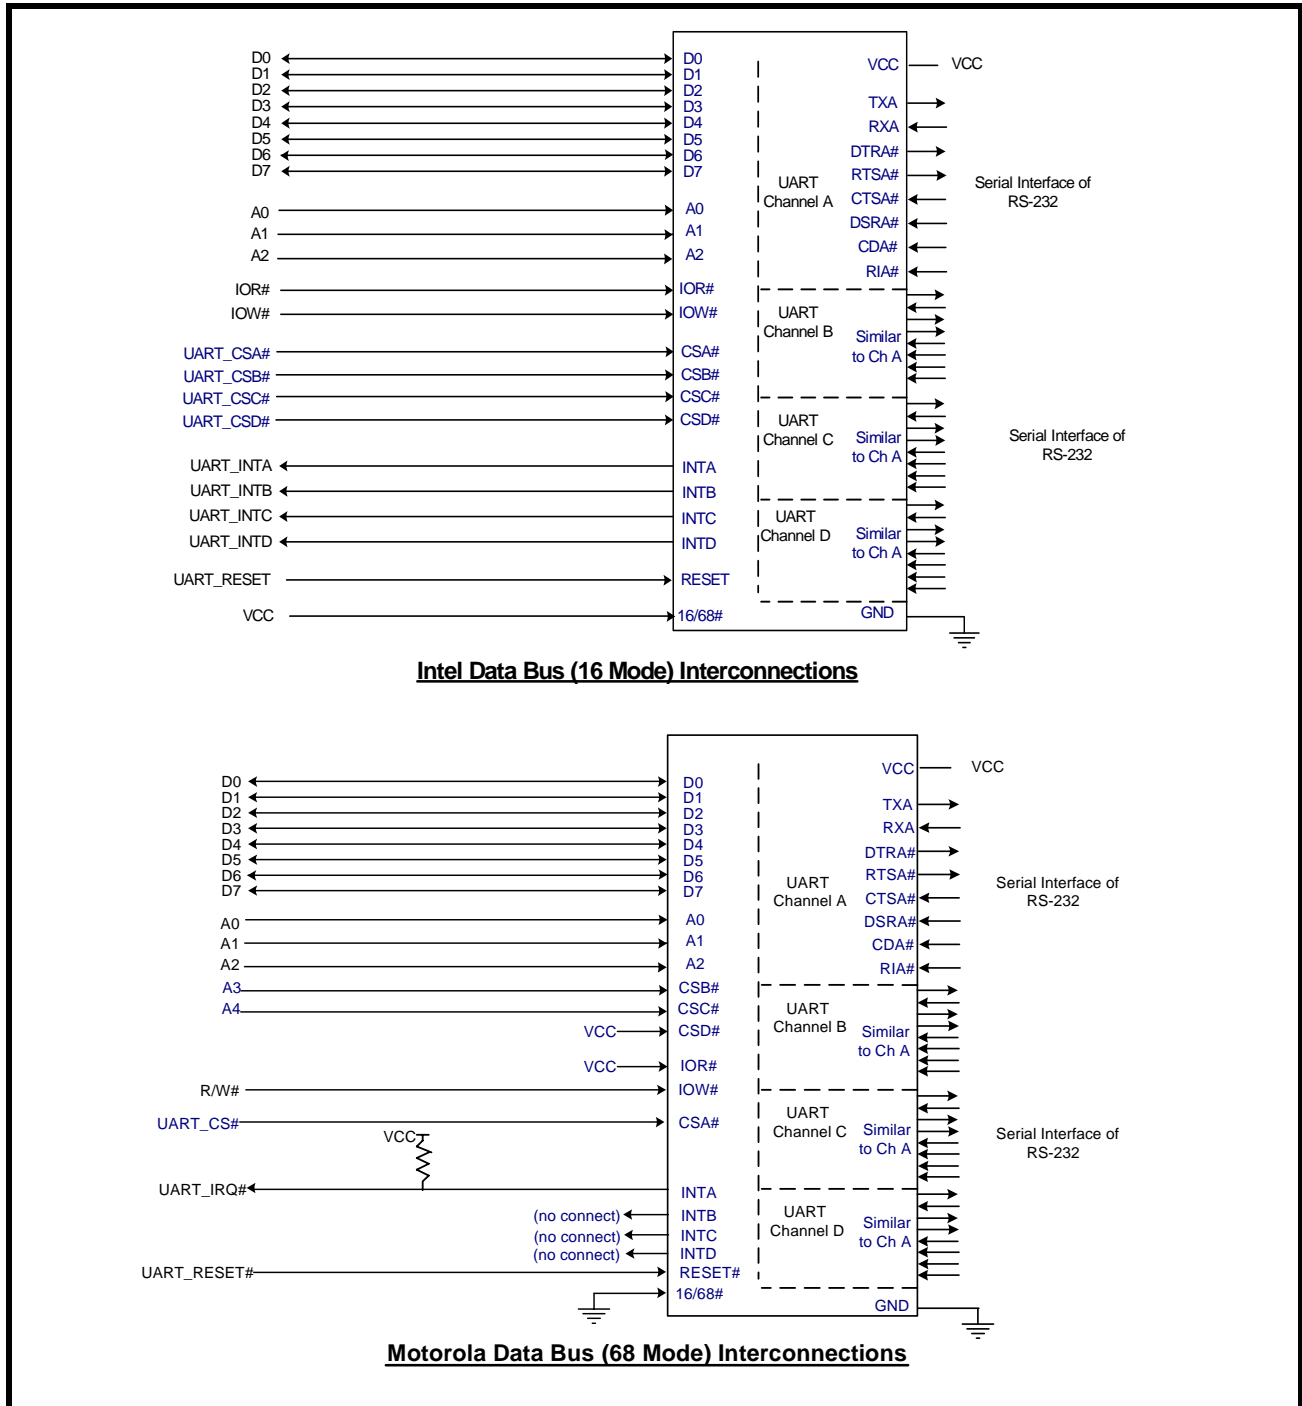 D0 D0
D1 D1
D2 D2
D3 D3
D4 D4
D5 D5
D6 D6
D7 D7
A0 A0
A1 A1
A2 A2
IOR# IOR#
IOW# IOW#
UART_CSA# CSA#
UART_CSB# CSB#
UART_CSC# CSC#
UART_CSD# CSD#
UART_INTA INTA
UART_INTB INTB
UART_INTC INTC
UART_INTD INTD
UART_RESET RESET
VCC 16/68#
UART
Channel A
UART
Channel B
UART
Channel C
UART
Channel D
VCC VCC
TXA
RXA
DTRA#
RTSA#
CTSA#
DSRA#
CDA#
RIA#
Similar
to Ch A
Similar
to Ch A
Similar
to Ch A
GND
Serial Interface of
RS-232
Serial Interface of
RS-232
Intel Data Bus (16 Mode) Interconnections
D0 D0
D1 D1
D2 D2
D3 D3
D4 D4
D5 D5
D6 D6
D7 D7
A0 A0
A1 A1
A2 A2
A3 CSB#
A4 CSC#
VCC CSD#
VCC IOR#
R/W# IOW#
UART_CS# CSA#
VCC
UART_IRQ# INTA
(no connect) INTB
(no connect) INTC
(no connect) INTD
UART_RESET# RESET#
16/68#
UART
Channel A
UART
Channel B
UART
Channel C
UART
Channel D
VCC VCC
TXA
RXA
DTRA#
RTSA#
CTSA#
DSRA#
CDA#
RIA#
Similar
to Ch A
Similar
to Ch A
Similar
to Ch A
GND
Serial Interface of
RS-232
Serial Interface of
RS-232
Motorola Data Bus (68 Mode) Interconnections